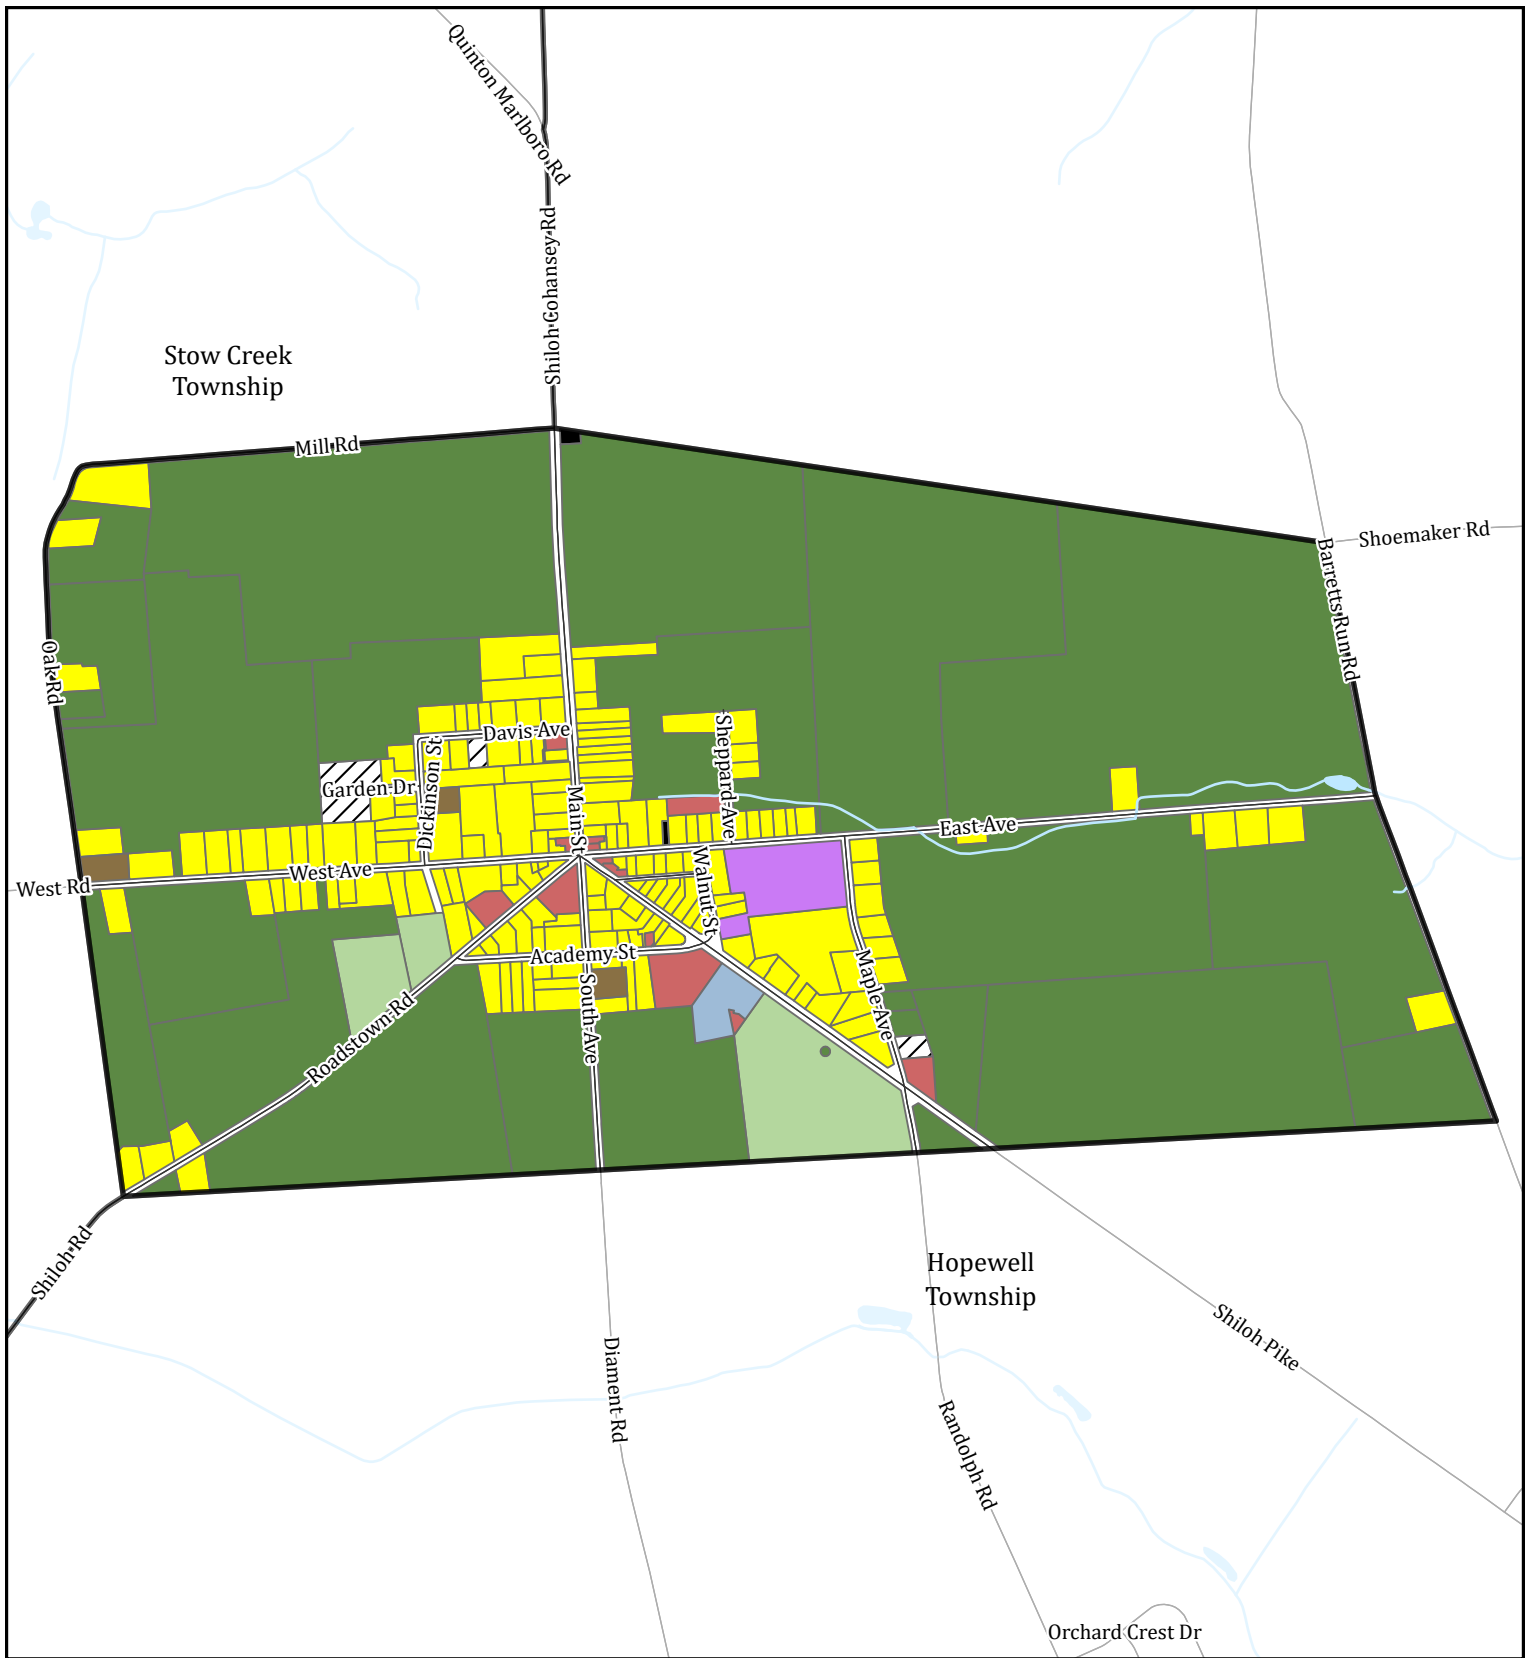 Quinton Marlboro Rd
Shiloh Cohansey Rd
Stow Creek
Township
Mill Rd
Shoemaker Rd
Barretts Run Rd
Oak Rd
Davis Ave
Sheppard Ave
Dickinson St
Garden Dr
Main St
East Ave
West Ave
West Rd
Walnut St
Academy St
Maple Ave
South Ave
Roadstown Rd
Shiloh Rd
Hopewell
Township
Shiloh Pike
Diament Rd
Randolph Rd
Orchard Crest Dr